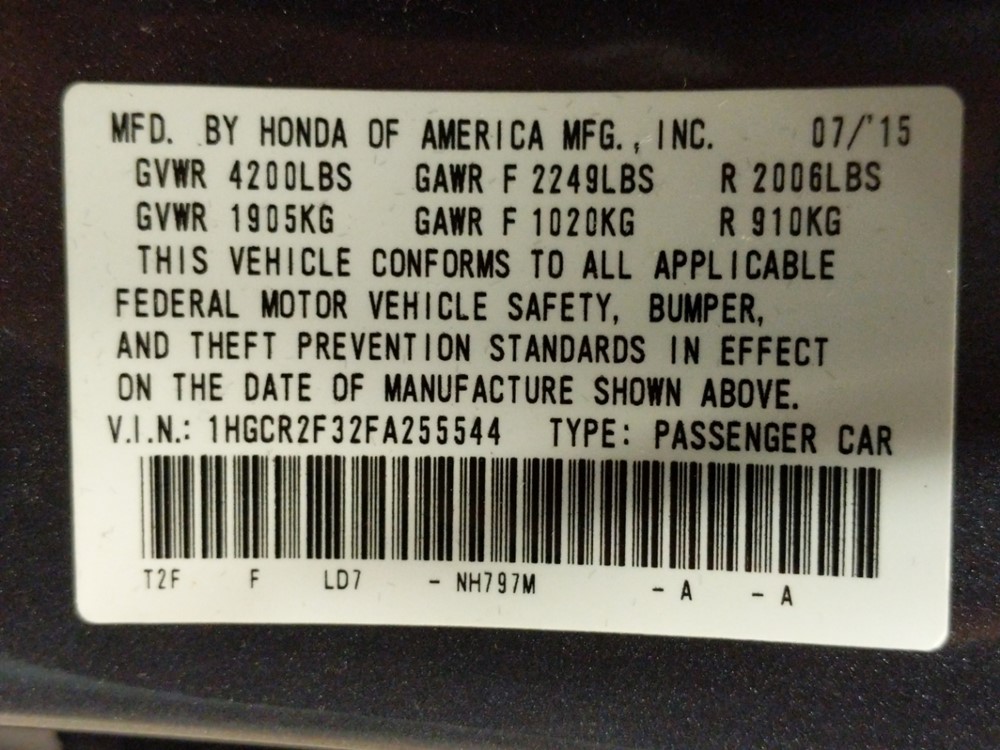 MFD. BY HONDA OF AMERICA MFG., INC. 07/'15
GVWR 4200LBS GAWR F 2249LBS R 2006LBS
GVWR 1905KG GAWR F 1020KG R 910KG
THIS VEHICLE CONFORMS TO ALL APPLICABLE
FEDERAL MOTOR VEHICLE SAFETY, BUMPER,
AND THEFT PREVENTION STANDARDS IN EFFECT
ON THE DATE OF MANUFACTURE SHOWN ABOVE.
V.I.N.: 1HGCR2F32FA255544 TYPE: PASSENGER CAR
T2F F LD7 - NH797M - A - A